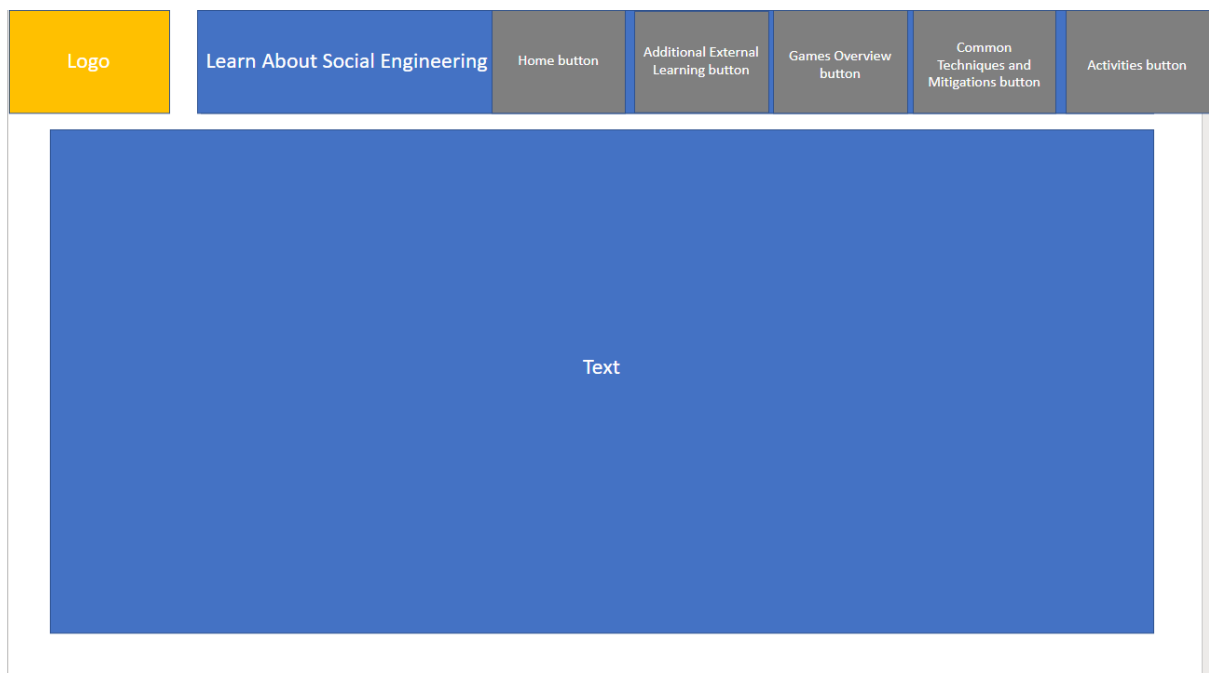 Logo
Learn About Social Engineering
Home button
Additional External
Learning button
Games Overview
button
Common
Techniques and
Mitigations button
Activities button
Text